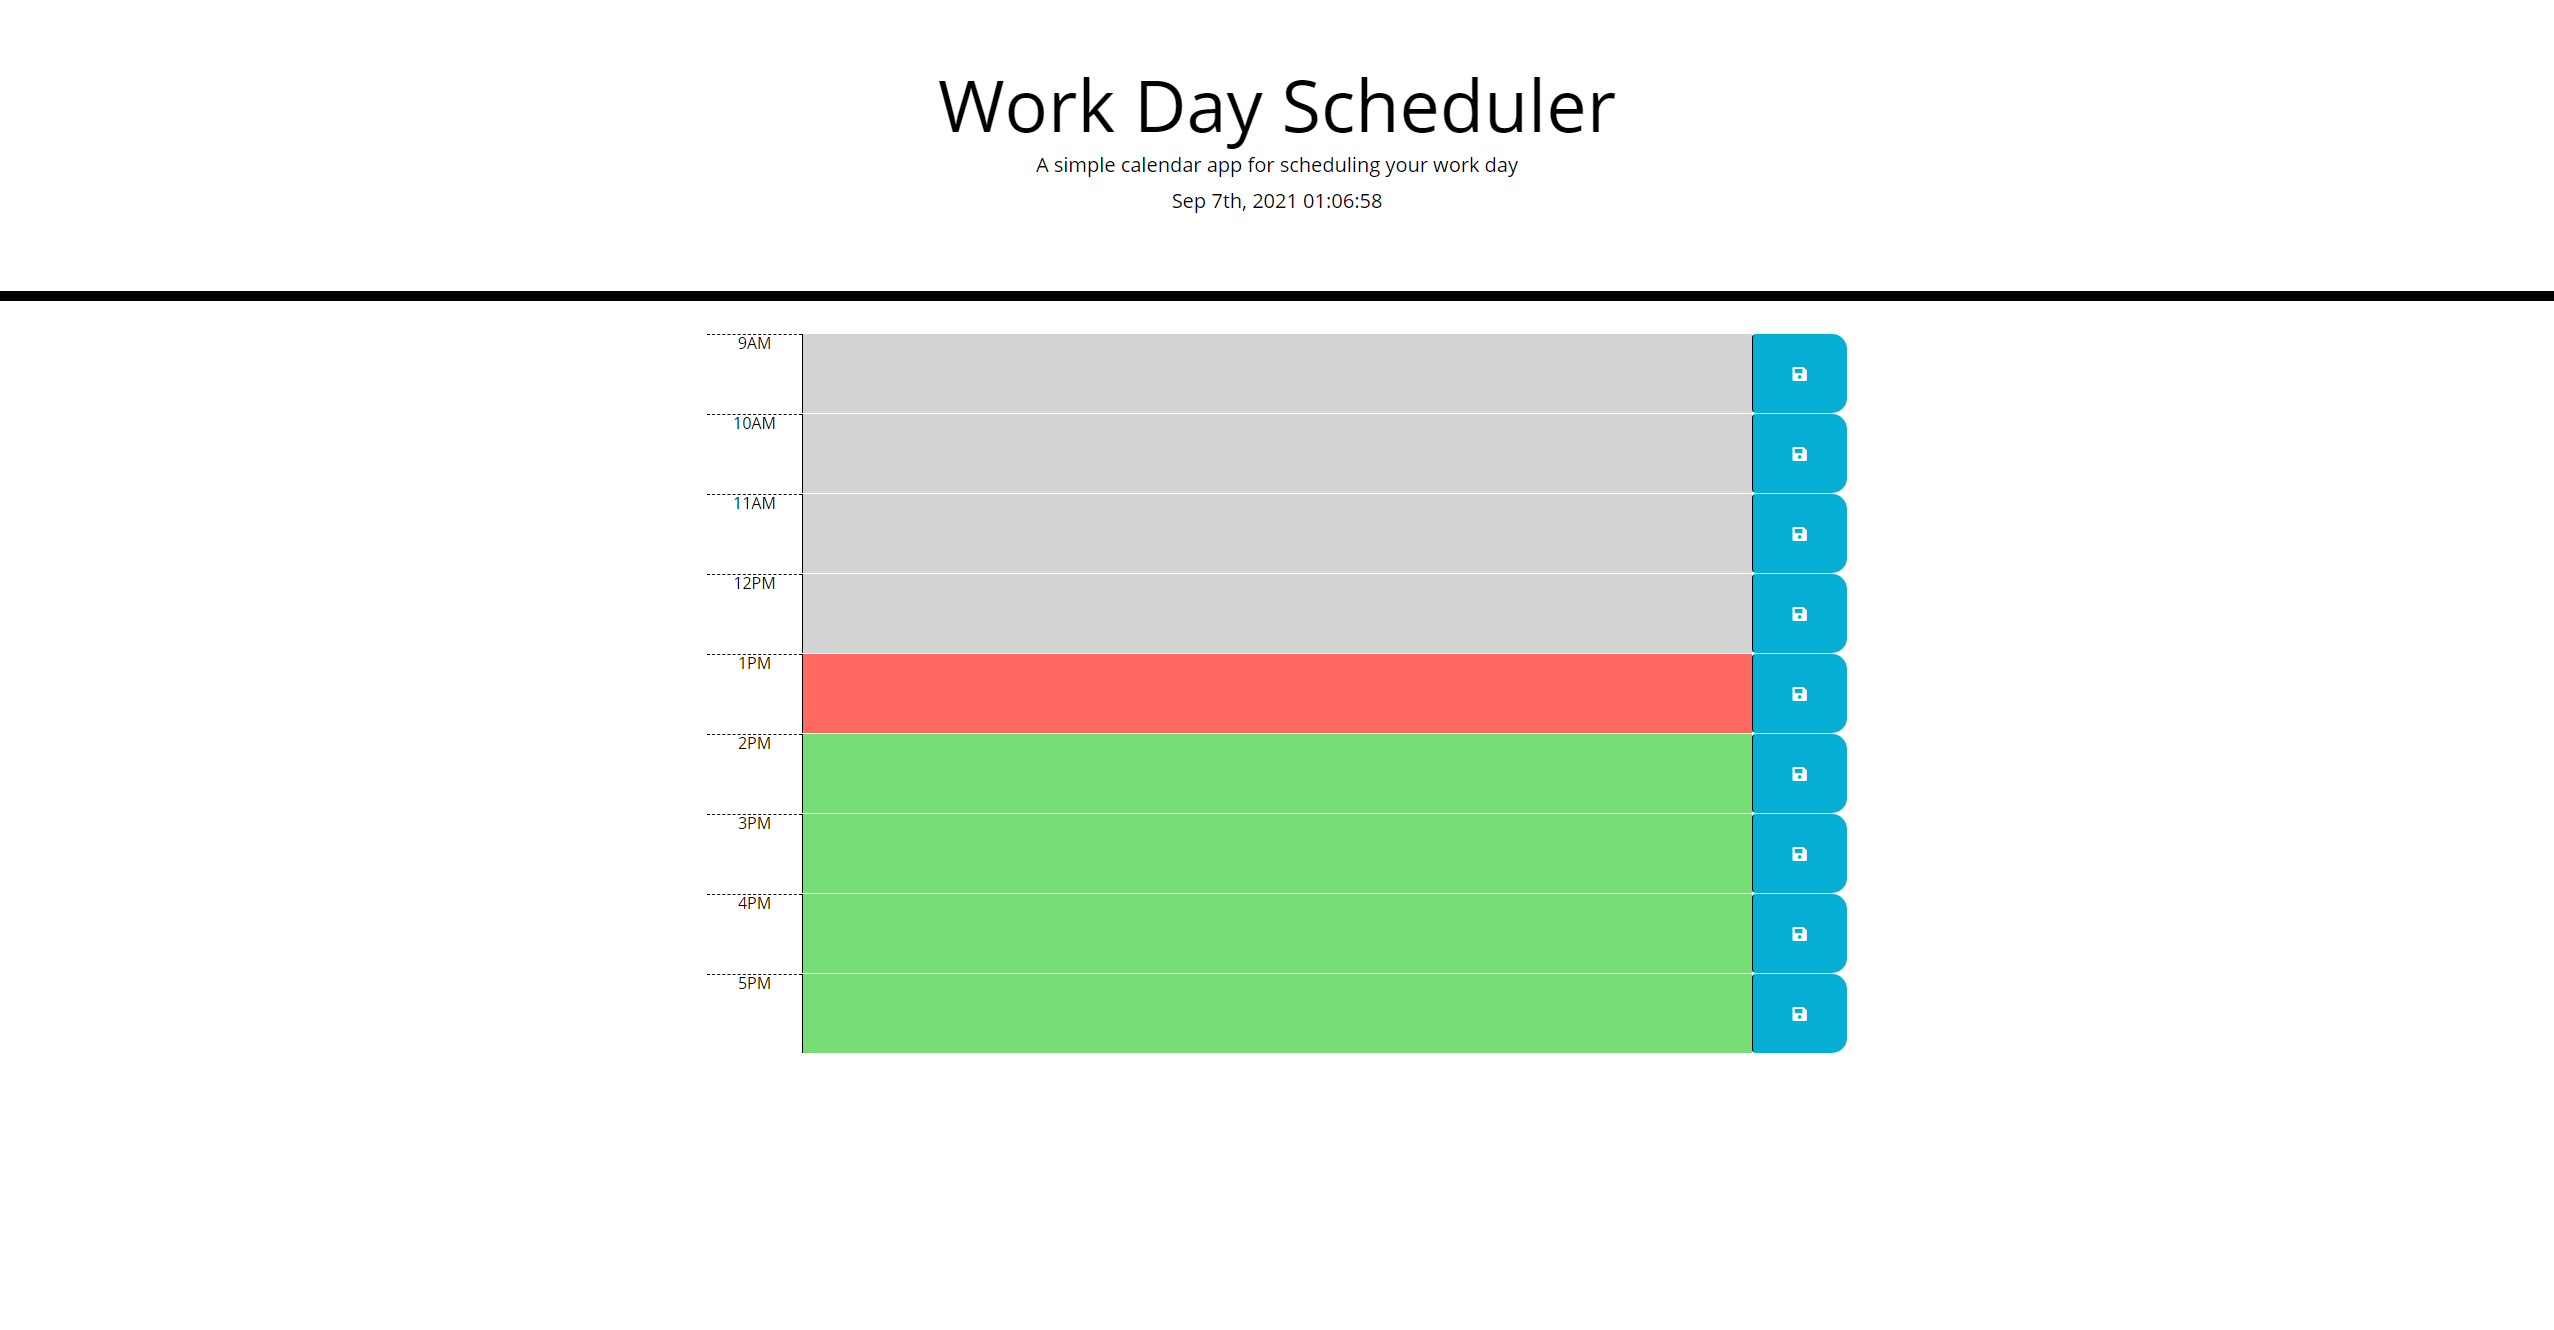 Work Day Scheduler
A simple calendar app for scheduling your work day
Sep 7th, 2021 01:06:58
9AM
10AM
11AM
12PM
1PM
2PM
3PM
4PM
5PM